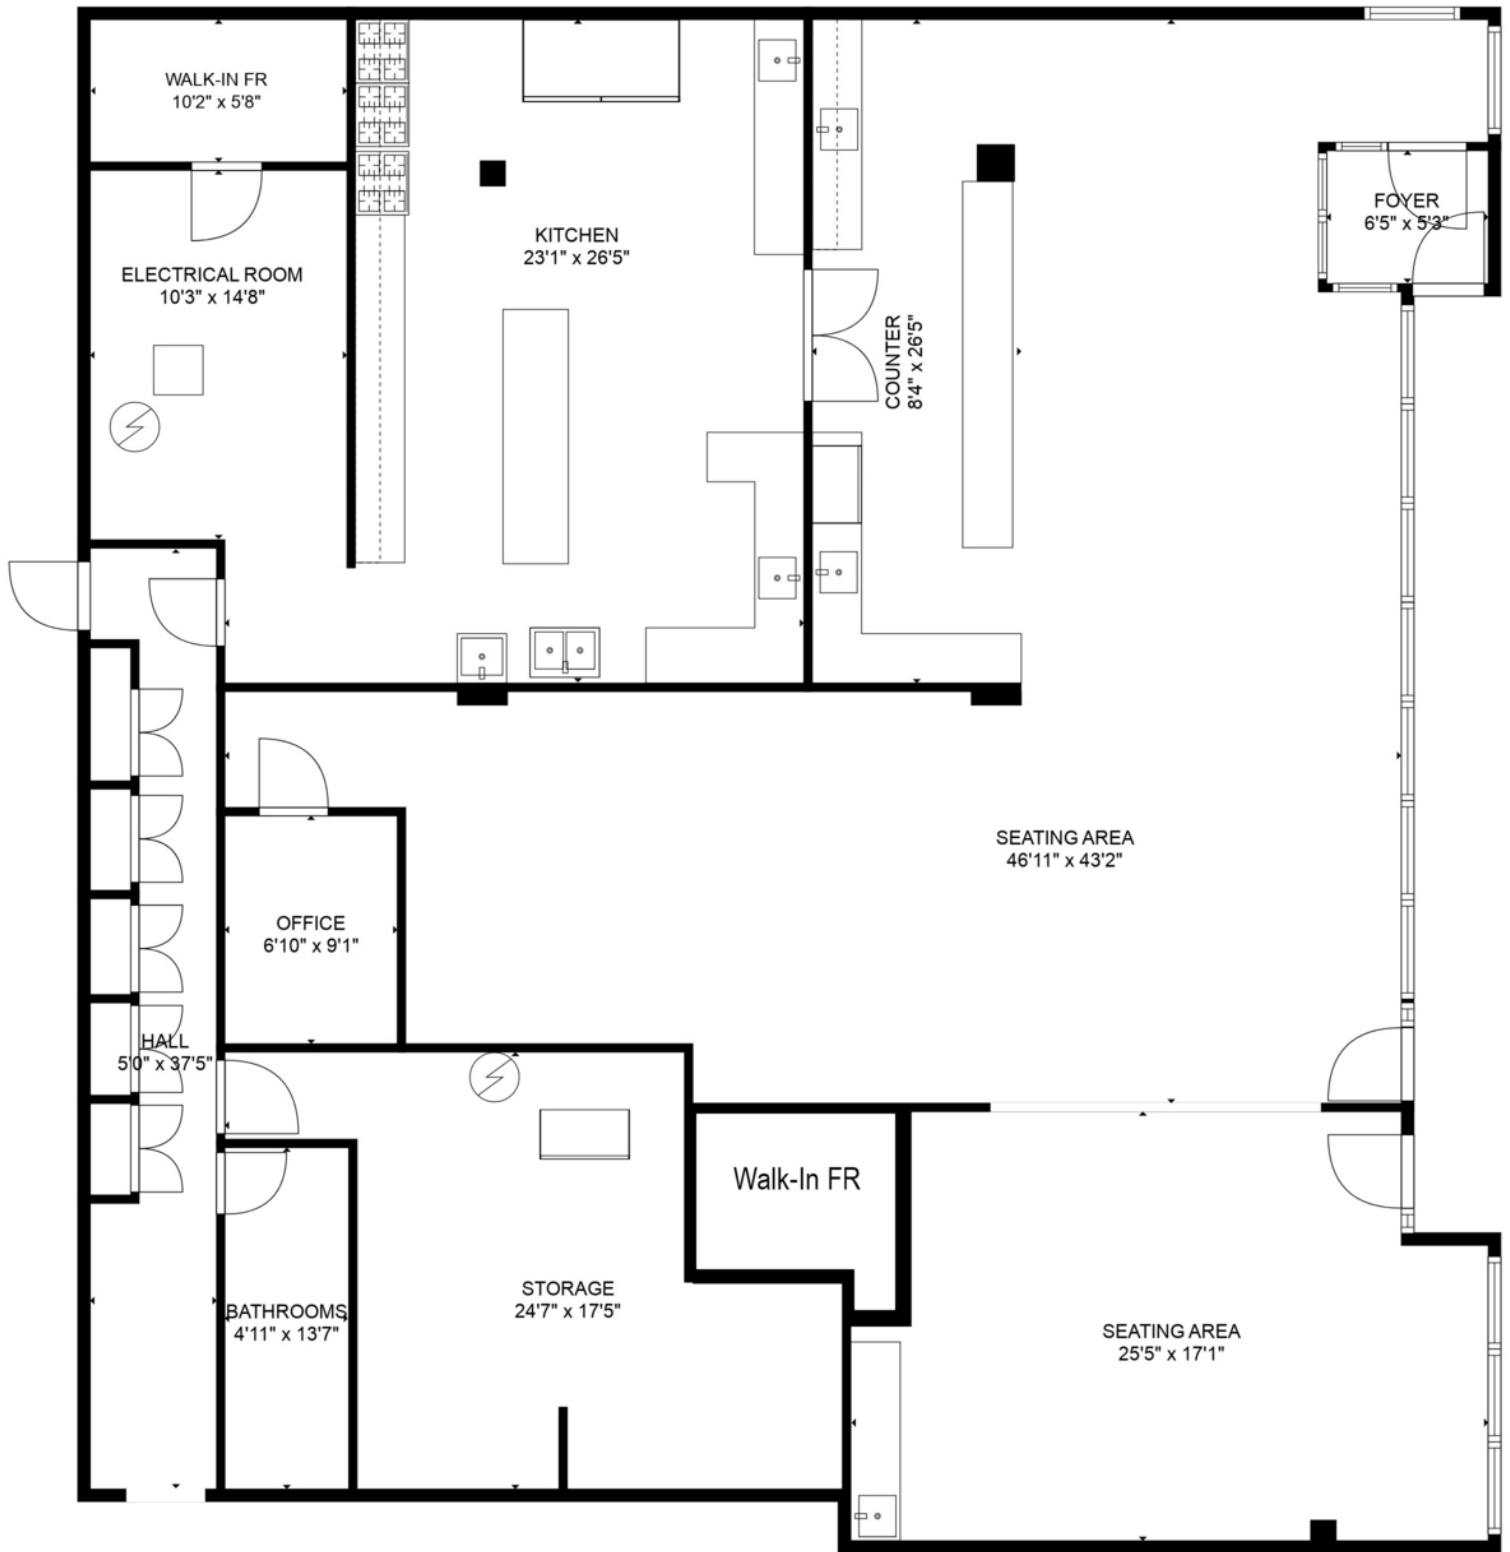 WALK-IN FR
10'2" x 5'8"
KITCHEN
23'1" x 26'5"
FOYER
6'5" x 5'3"
ELECTRICAL ROOM
10'3" x 14'8"
COUNTER
8'4" x 26'5"
SEATING AREA
46'11" x 43'2"
OFFICE
6'10" x 9'1"
HALL
5'0" x 37'5"
Walk-In FR
STORAGE
24'7" x 17'5"
BATHROOMS
4'11" x 13'7"
SEATING AREA
25'5" x 17'1"